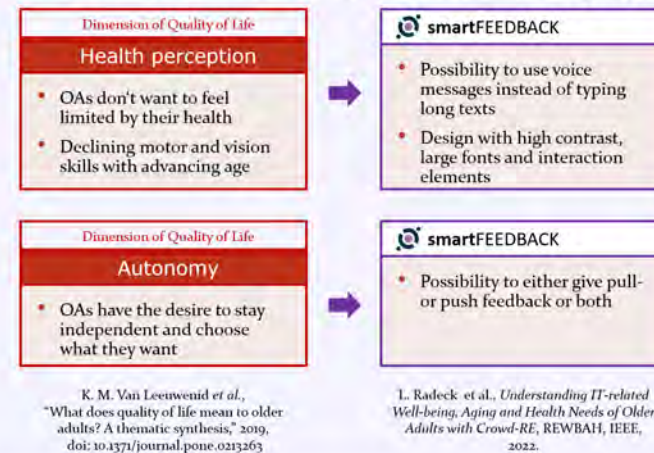 Dimension of Quality of Life
Health perception
• OAs don't want to feel
limited by their health
• Declining motor and vision
skills with advancing age
smartFEEDBACK
• Possibility to use voice
messages instead of typing
long texts
• Design with high contrast,
large fonts and interaction
elements
Dimension of Quality of Life
Autonomy
• OAs have the desire to stay
independent and choose
what they want
smartFEEDBACK
• Possibility to either give pull-
or push feedback or both
K. M. Van Leeuwenid et al.,
"What does quality of life mean to older
adults? A thematic synthesis," 2019,
doi: 10.1371/journal.pone.0213263
L. Radeck et al., Understanding IT-related
Well-being, Aging and Health Needs of Older
Adults with Crowd-RE, REWBAH, IEEE,
2022.